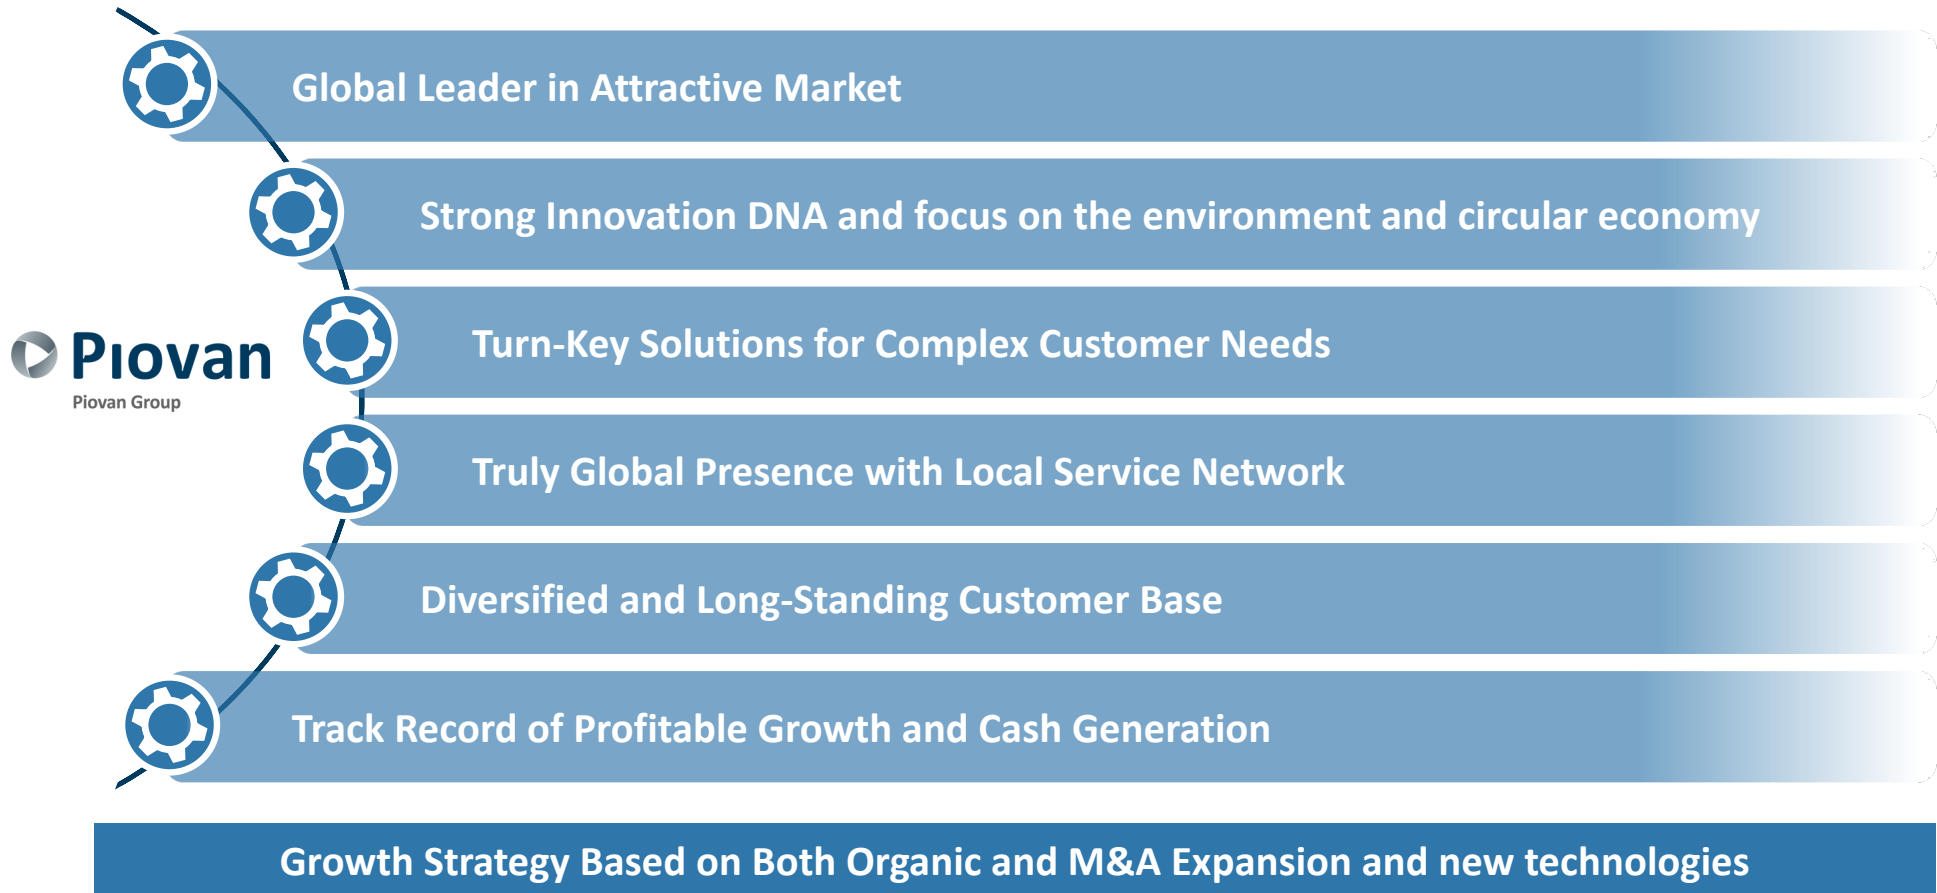 Global Leader in Attractive Market
Strong Innovation DNA and focus on the environment and circular economy
Turn-Key Solutions for Complex Customer Needs
Piovan
Piovan Group
Truly Global Presence with Local Service Network
Diversified and Long-Standing Customer Base
Track Record of Profitable Growth and Cash Generation
Growth Strategy Based on Both Organic and M&A Expansion and new technologies